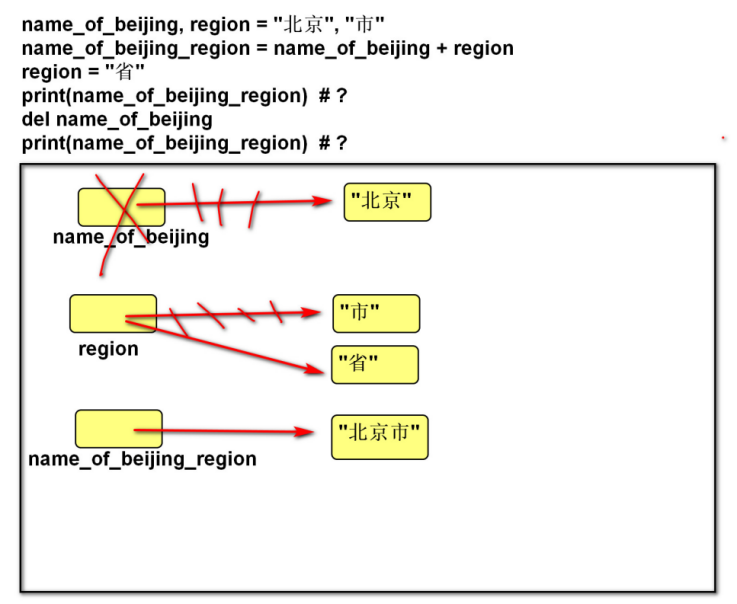 name_of_beijing, region = "北京", "市"
name_of_beijing_region = name_of_beijing + region
region = "省"
print(name_of_beijing_region)  # ?
del name_of_beijing
print(name_of_beijing_region)  # ?
"北京"
name_of_beijing
"市"
region
"省"
"北京市"
name_of_beijing_region